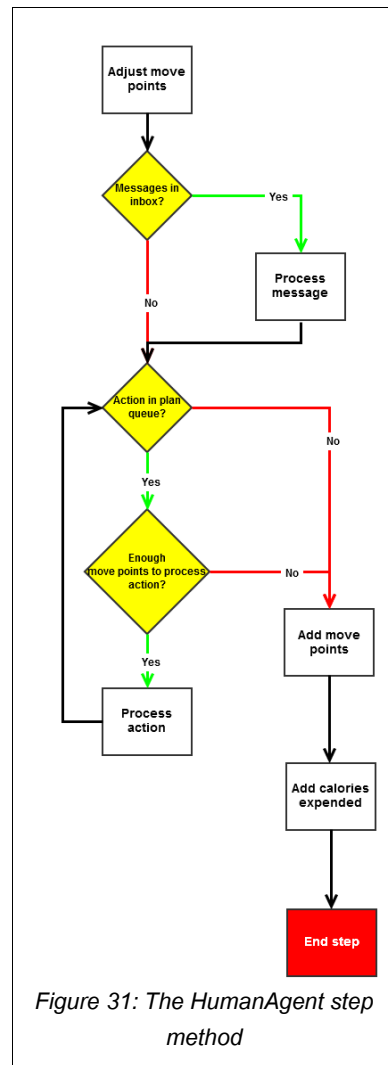 Adjust move
points
Messages in
inbox?
Yes
Process
message
No
Action in plan
queue?
No
Yes
Enough
move points to process
action?
No
Add move
points
Yes
Process
action
Add calories
expended
End step
Figure 31: The HumanAgent step
method